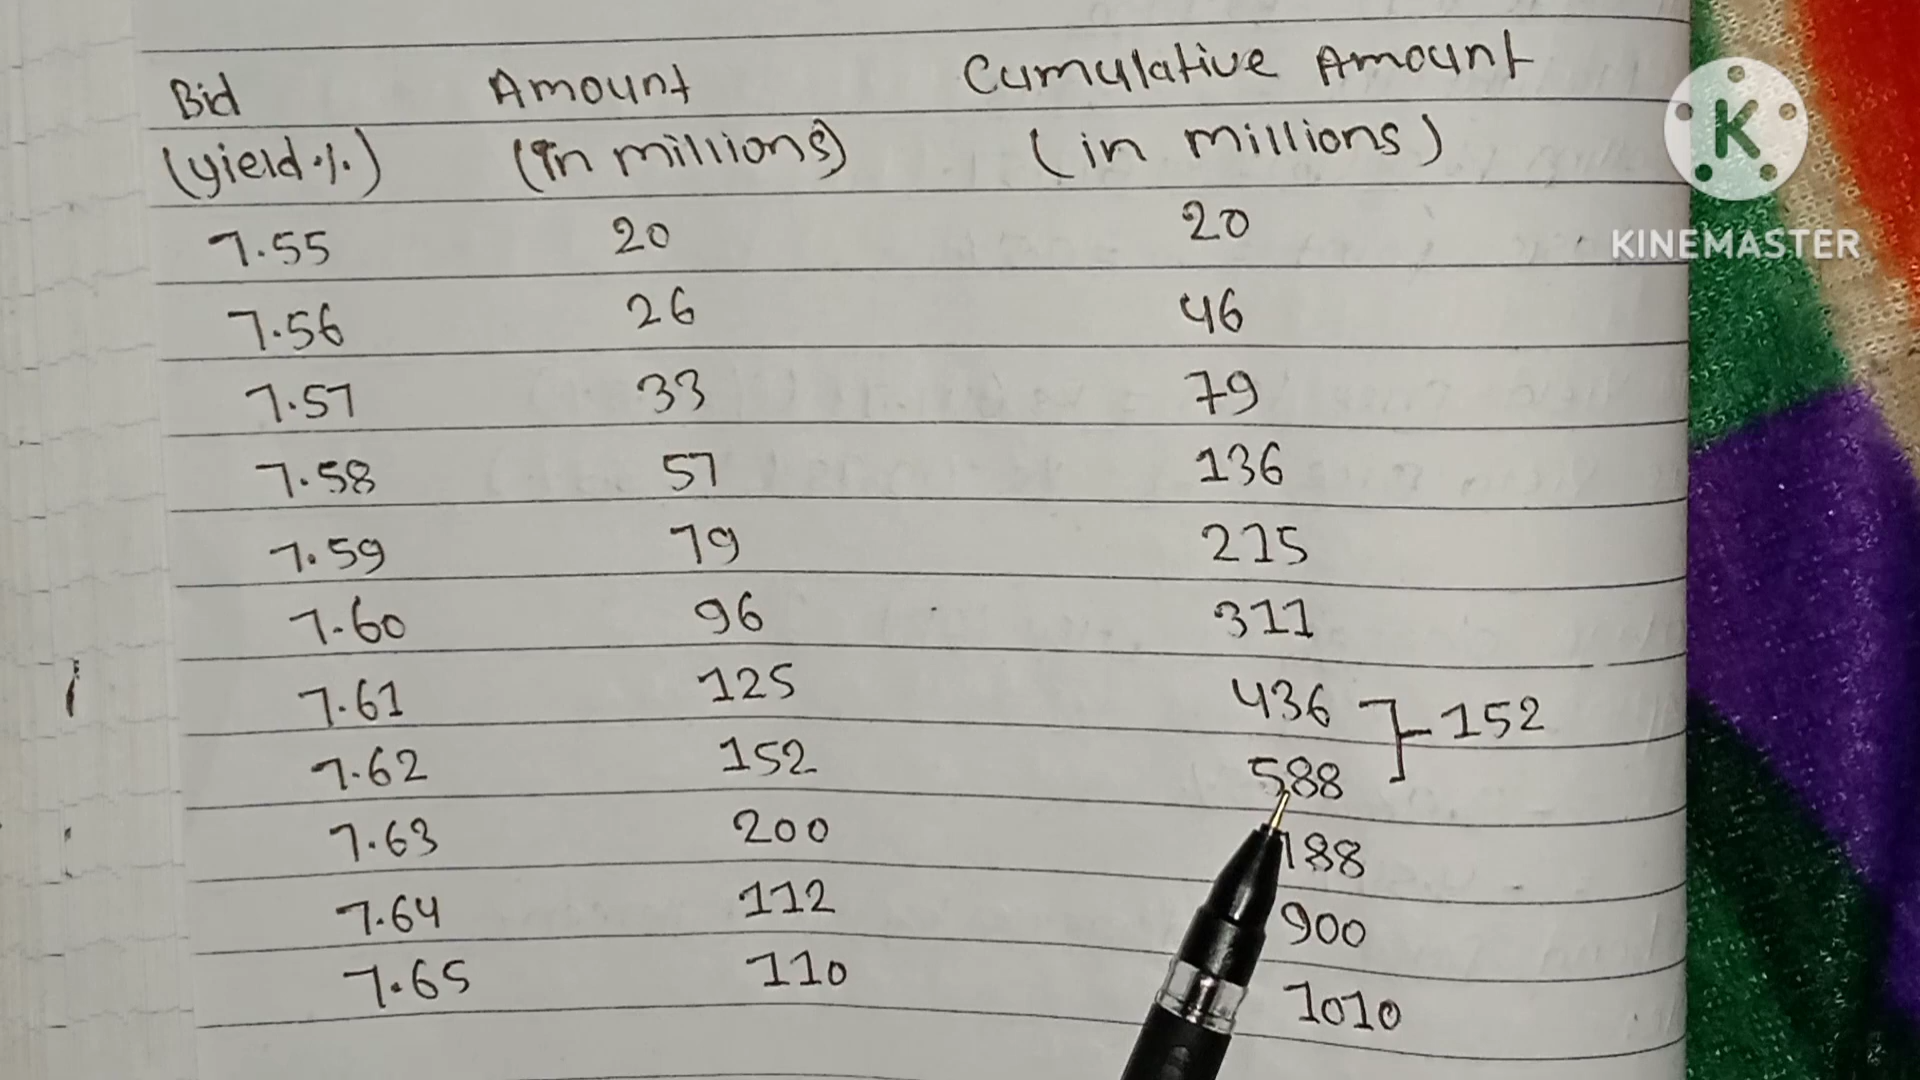 Bid Amount Cumulative Amount
(yield %) (in millions) (in millions)
7.55 20 20
7.56 26 46
7.57 33 79
7.58 57 136
7.59 79 215
7.60 96 311
7.61 125 436 } 152
7.62 152 588
7.63 200 788
7.64 112 900
7.65 110 1010
K
KINEMASTER